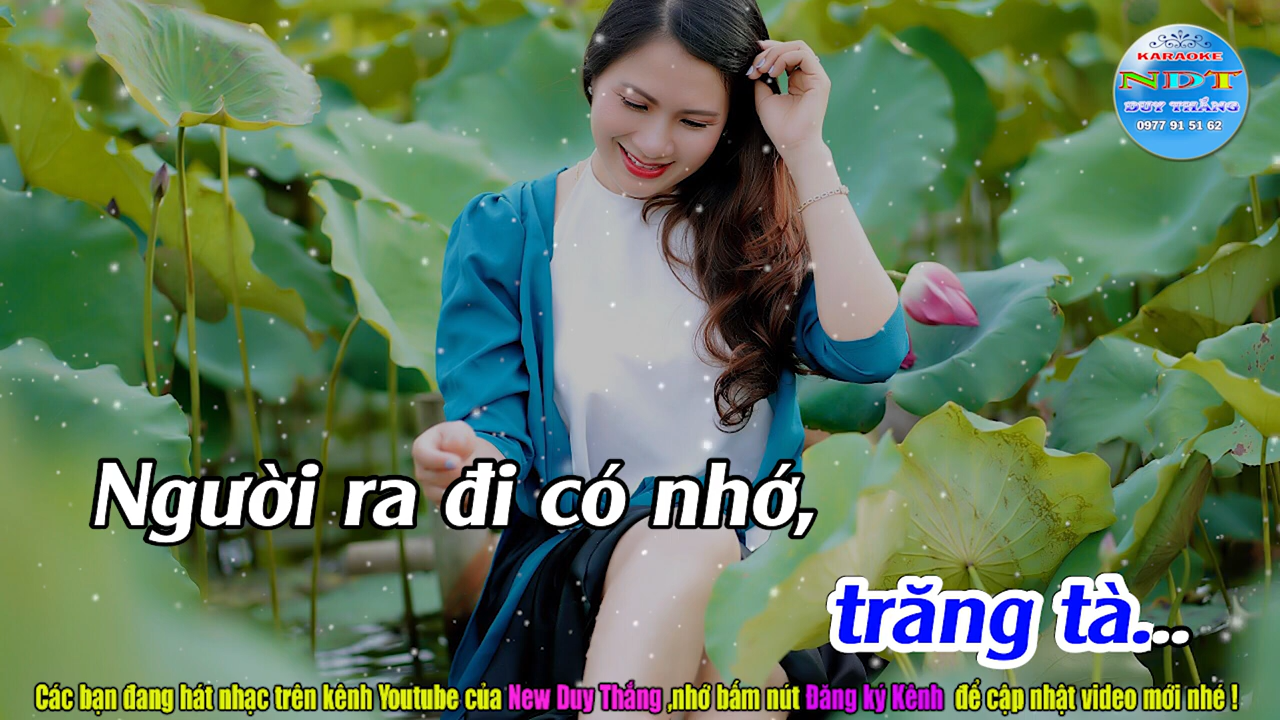 KARAOKE
NDT
DUY THẮNG
0977 91 51 62
Người ra đi có nhớ,
trăng tà...
Các bạn đang hát nhạc trên kênh Youtube của New Duy Thắng ,nhớ bấm nút Đăng ký Kênh để cập nhật video mới nhé !